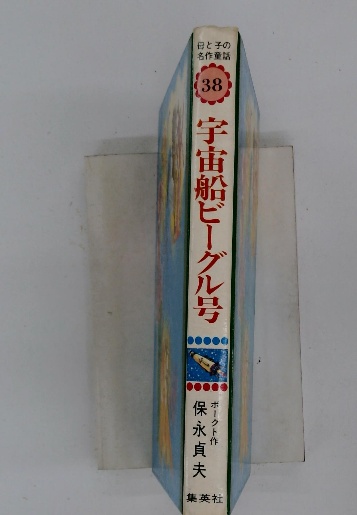 母と子の
名作童話
38
宇宙船ビーグル号
ボークト作
保永貞夫
集英社